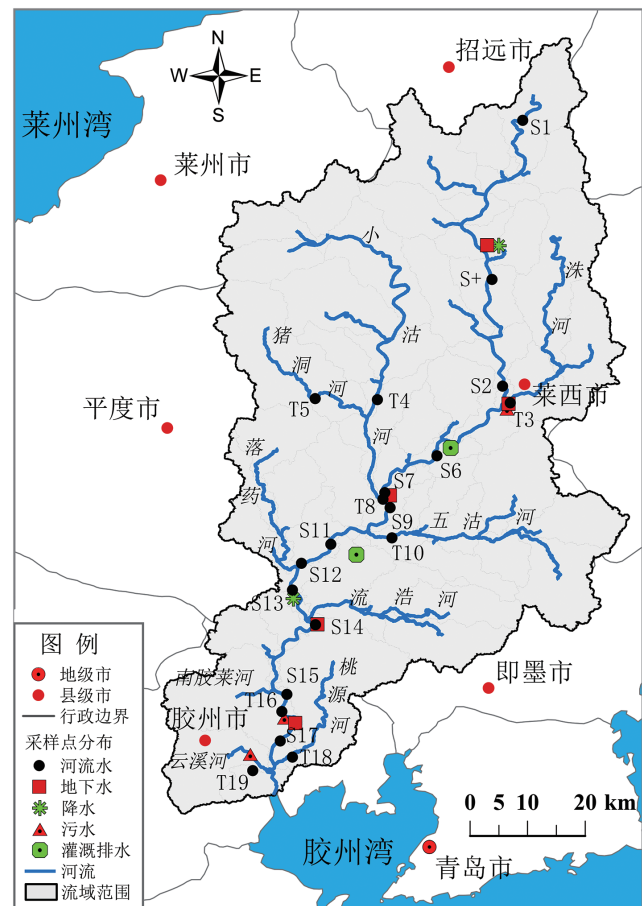 招远市
N
W E
S
莱州湾
莱州市
S1
小
沽
河
S+
洙
河
猪
洞
河
S2
莱西市
T3
平度市
T5
T4
S6
落
药
河
S7
T8
S9
五 沽 河
T10
S11
S12
S13
流 浩 河
S14
图 例
地级市
县级市
行政边界
采样点分布
河流水
地下水
降水
污水
灌溉排水
河流
流域范围
南胶莱河
S15
桃
源
河
即墨市
T16
胶州市
S17
云溪河
T18
T19
0 5 10 20 km
胶州湾
青岛市